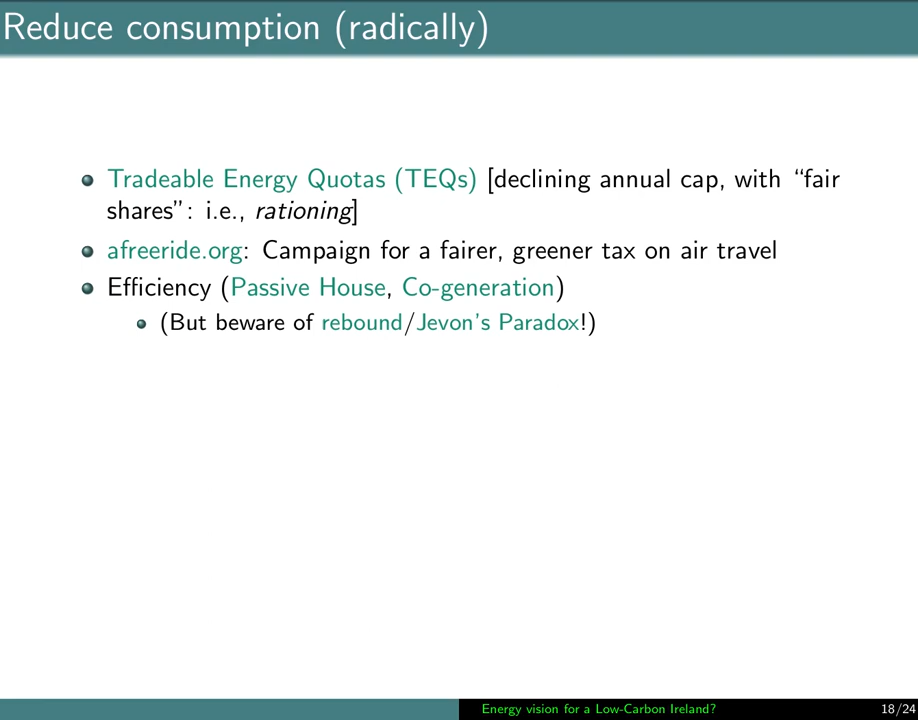 Reduce consumption (radically)
Tradeable Energy Quotas (TEQs) [declining annual cap, with “fair
shares”: i.e., rationing]
afreeride.org: Campaign for a fairer, greener tax on air travel
Efficiency (Passive House, Co-generation)
(But beware of rebound/Jevon’s Paradox!)
Energy vision for a Low-Carbon Ireland? 18/24